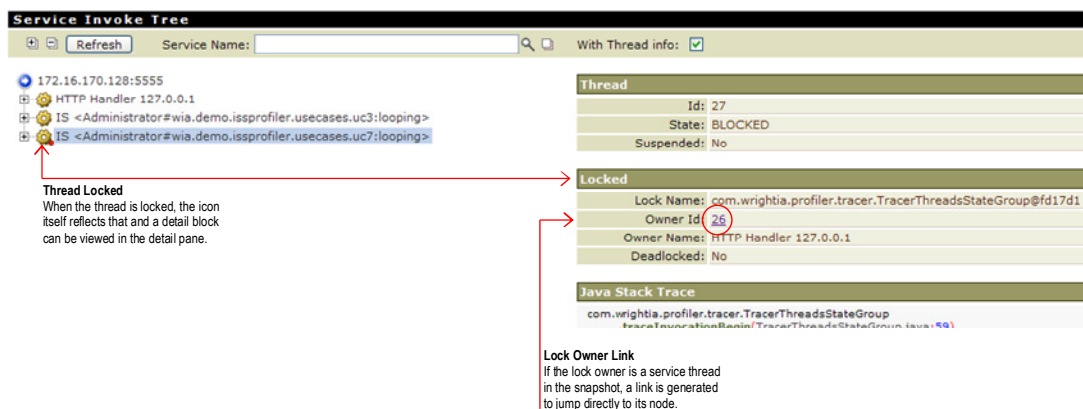 Service Invoke Tree
Refresh Service Name: With Thread info:
172.16.170.128:5555
HTTP Handler 127.0.0.1
IS <Administrator#wia.demo.issprofiler.usecases.uc3:looping>
IS <Administrator#wia.demo.issprofiler.usecases.uc7:looping>
Thread Locked
When the thread is locked, the icon
itself reflects that and a detail block
can be viewed in the detail pane.
Thread
Id: 27
State: BLOCKED
Suspended: No
Locked
Lock Name: com.wrightia.profiler.tracer.TracerThreadsStateGroup@fd17d1
Owner Id: 26
Owner Name: HTTP Handler 127.0.0.1
Deadlocked: No
Java Stack Trace
com.wrightia.profiler.tracer.TracerThreadsStateGroup
.traceInvocationBegin(TracerThreadsStateGroup.java:59)
Lock Owner Link
If the lock owner is a service thread
in the snapshot, a link is generated
to jump directly to its node.